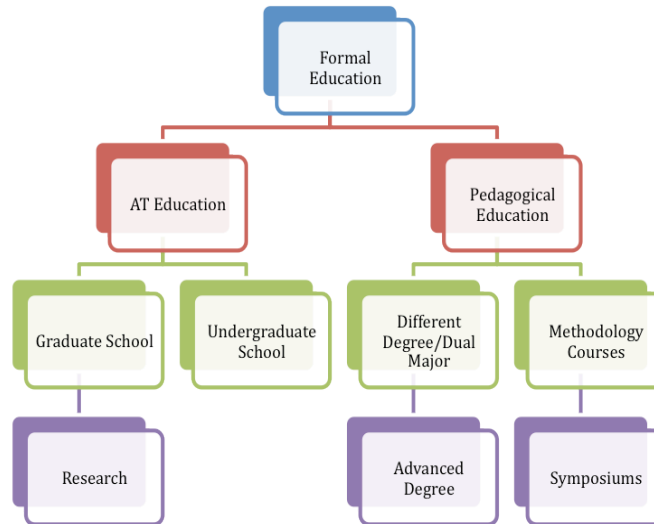 Formal
Education
AT Education
Pedagogical
Education
Graduate School
Undergraduate
School
Different
Degree/Dual
Major
Methodology
Courses
Research
Advanced
Degree
Symposiums